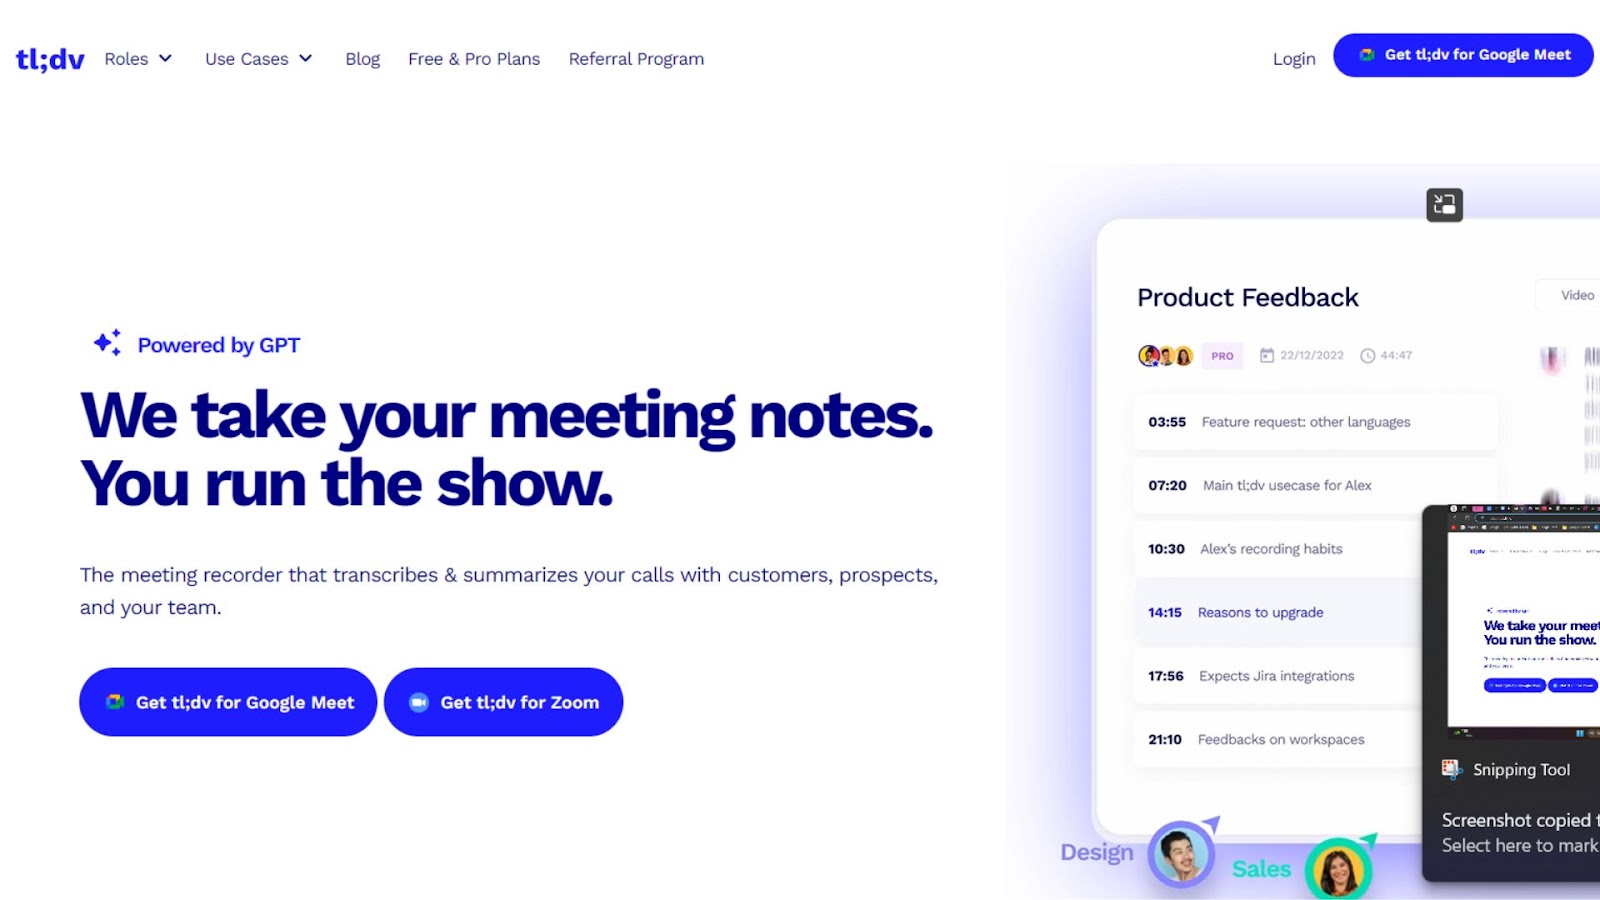 tl;dv
Roles
Use Cases
Blog
Free & Pro Plans
Referral Program
Login
Get tl;dv for Google Meet
Powered by GPT
We take your meeting notes.
You run the show.
The meeting recorder that transcribes & summarizes your calls with customers, prospects,
and your team.
Get tl;dv for Google Meet
Get tl;dv for Zoom
Product Feedback
Video
PRO
22/12/2022
44:47
03:55 Feature request: other languages
07:20 Main tl;dv usecase for Alex
10:30 Alex's recording habits
14:15 Reasons to upgrade
17:56 Expects Jira integrations
21:10 Feedbacks on workspaces
Design
Sales
tl;dv
Powered by GPT
We take your meet
You run the show.
Snipping Tool
Screenshot copied t
Select here to mark